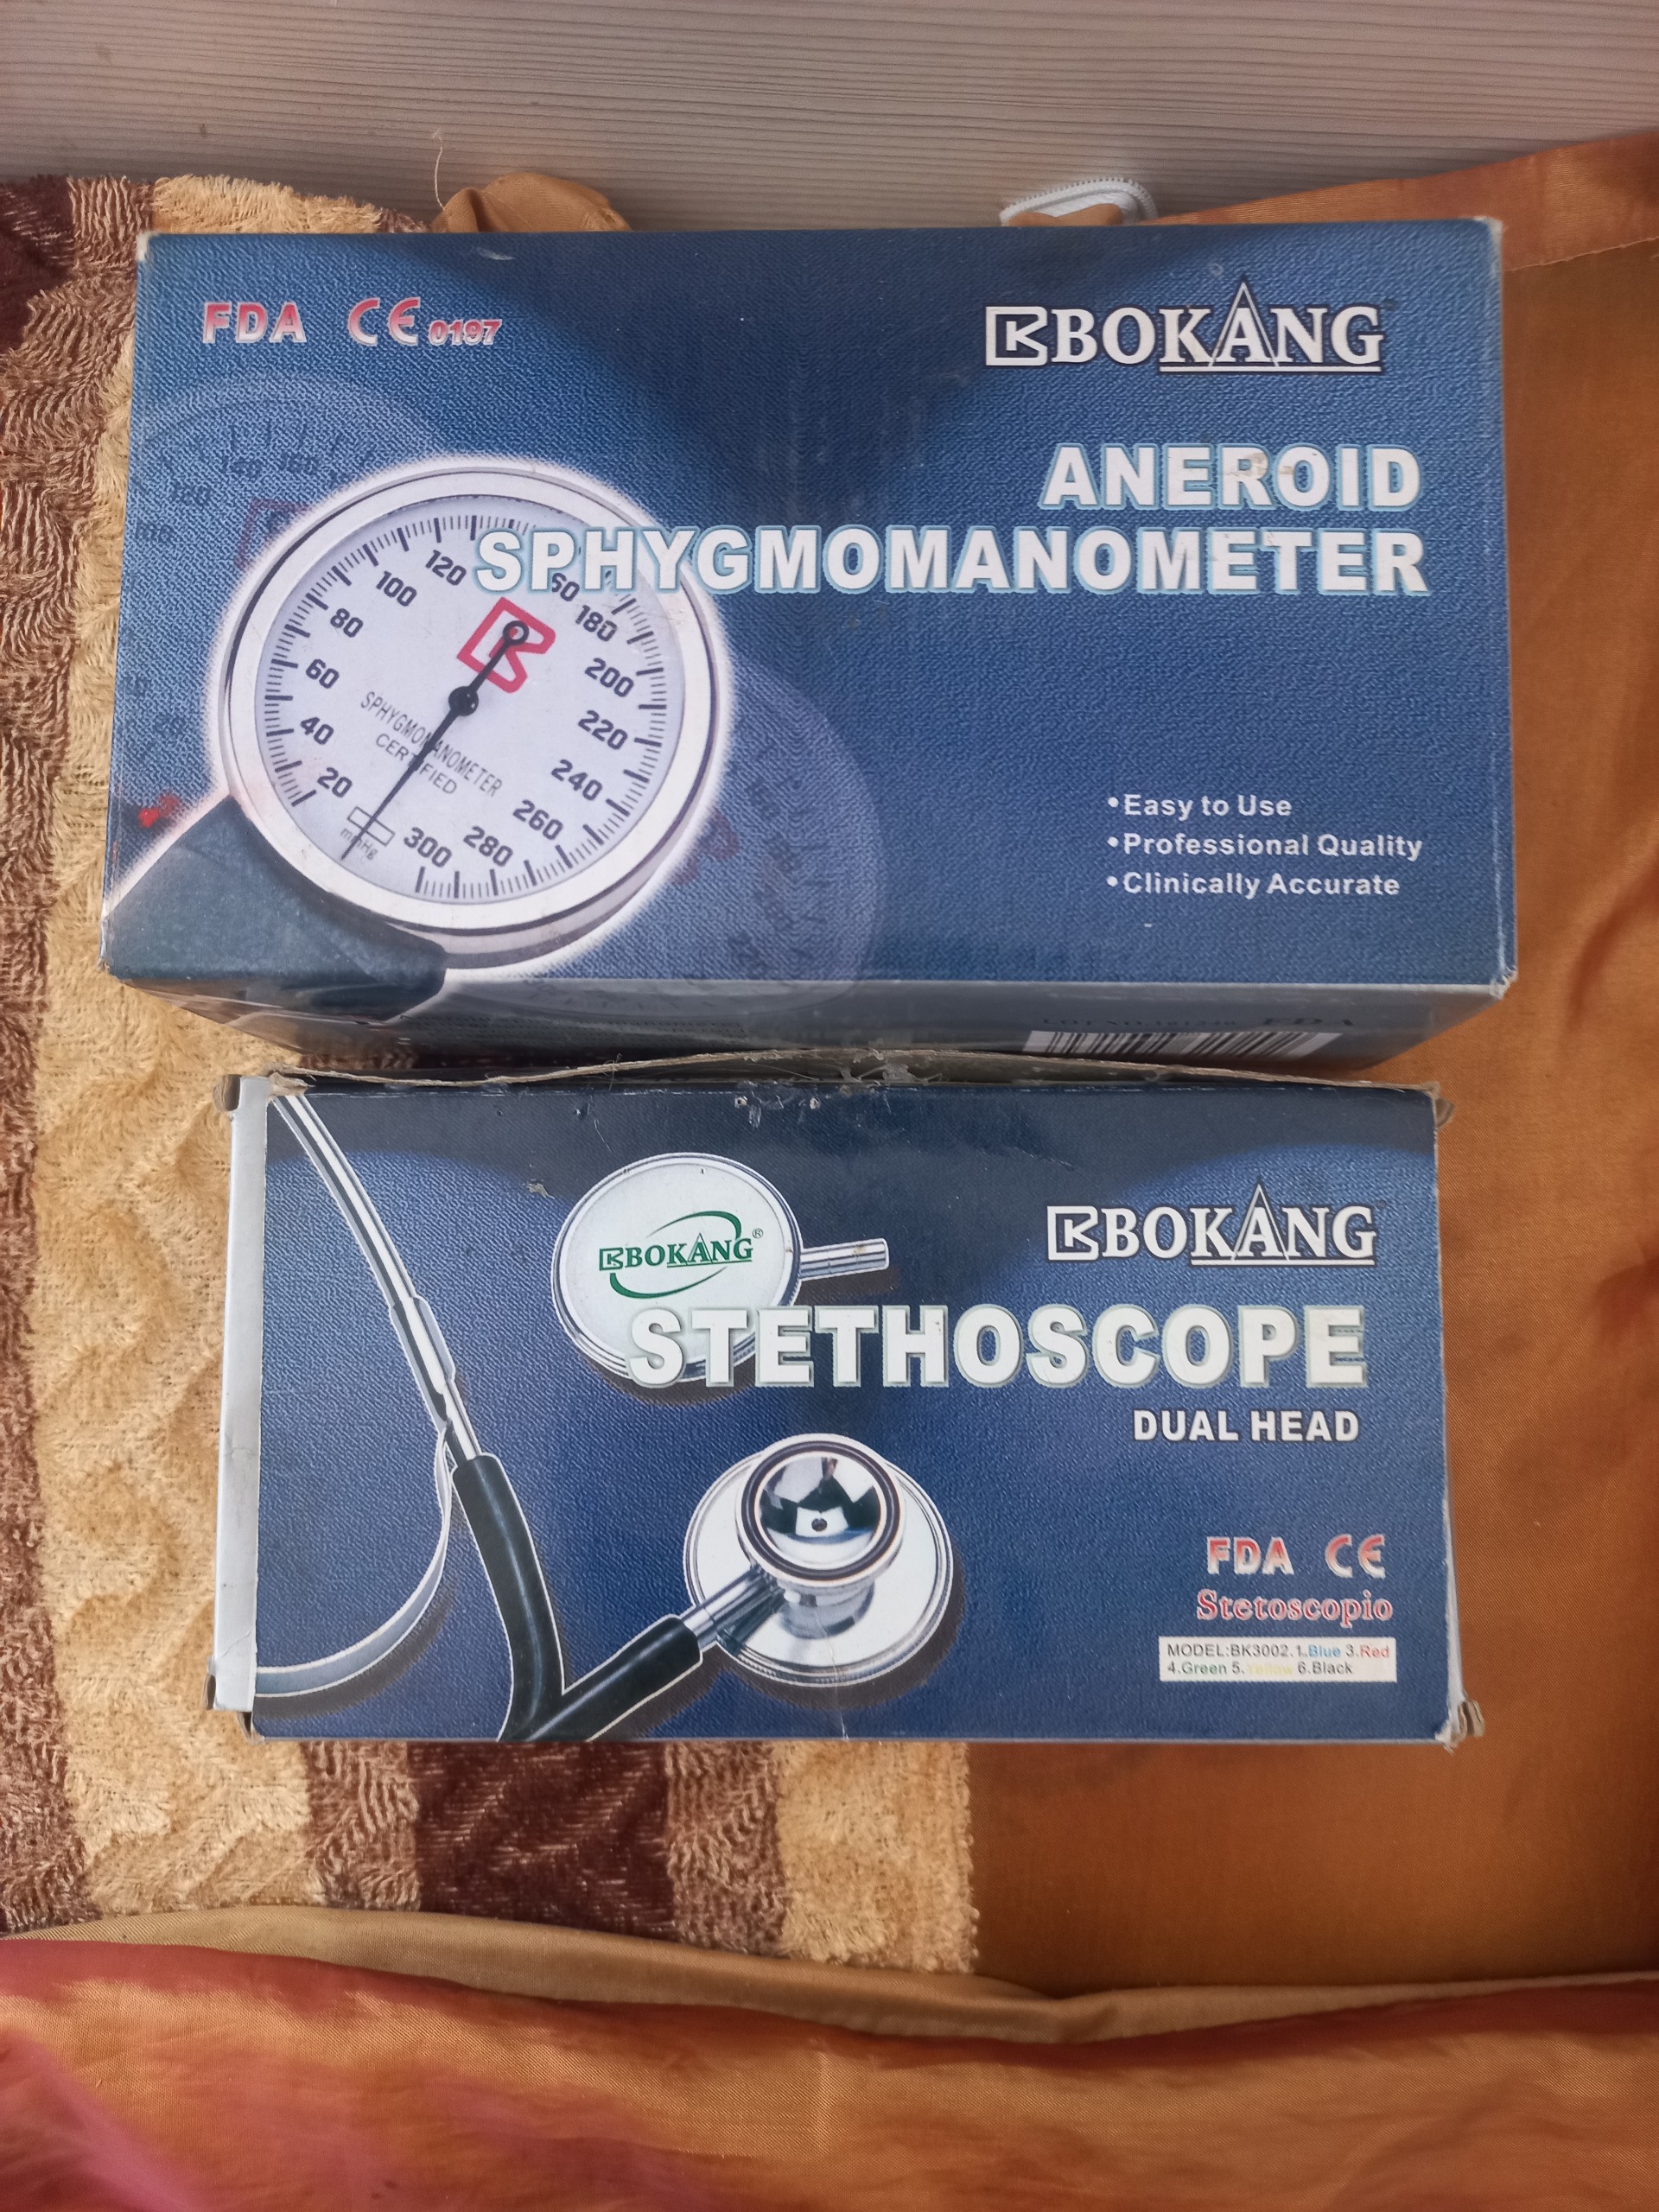 FDA CE 0197
BOKANG
ANEROID
SPHYGMOMANOMETER
120
100
80
60
40
20
60
180
200
220
240
260
280
300
SPHYGMOMANOMETER
CERTIFIED
mmHg
•Easy to Use
•Professional Quality
•Clinically Accurate
FDA
BOKANG®
BOKANG
STETHOSCOPE
DUAL HEAD
FDA CE
Stetoscopio
MODEL:BK3002.1.Blue 3.Red
4.Green 5.Yellow 6.Black